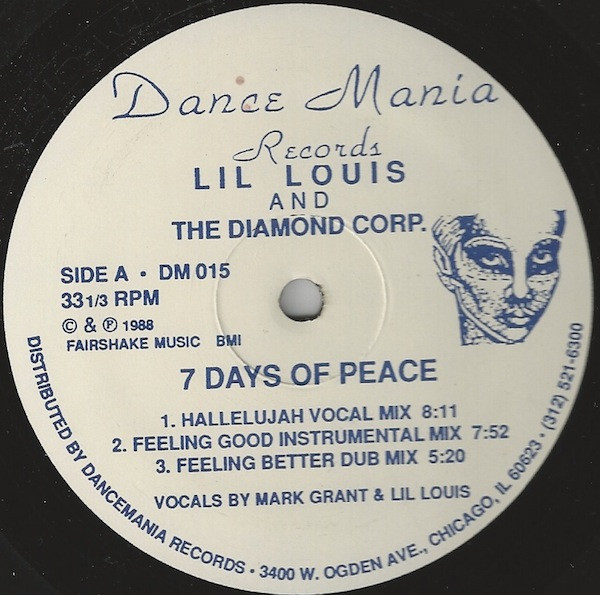 Dance Mania
Records
LIL LOUIS
AND
THE DIAMOND CORP.
SIDE A • DM 015
33 1/3 RPM
© & ℗ 1988
FAIRSHAKE MUSIC BMI
7 DAYS OF PEACE
1. HALLELUJAH VOCAL MIX 8:11
2. FEELING GOOD INSTRUMENTAL MIX 7:52
3. FEELING BETTER DUB MIX 5:20
VOCALS BY MARK GRANT & LIL LOUIS
DISTRIBUTED BY DANCEMANIA RECORDS • 3400 W. OGDEN AVE., CHICAGO, IL 60623 • (312) 521-6300